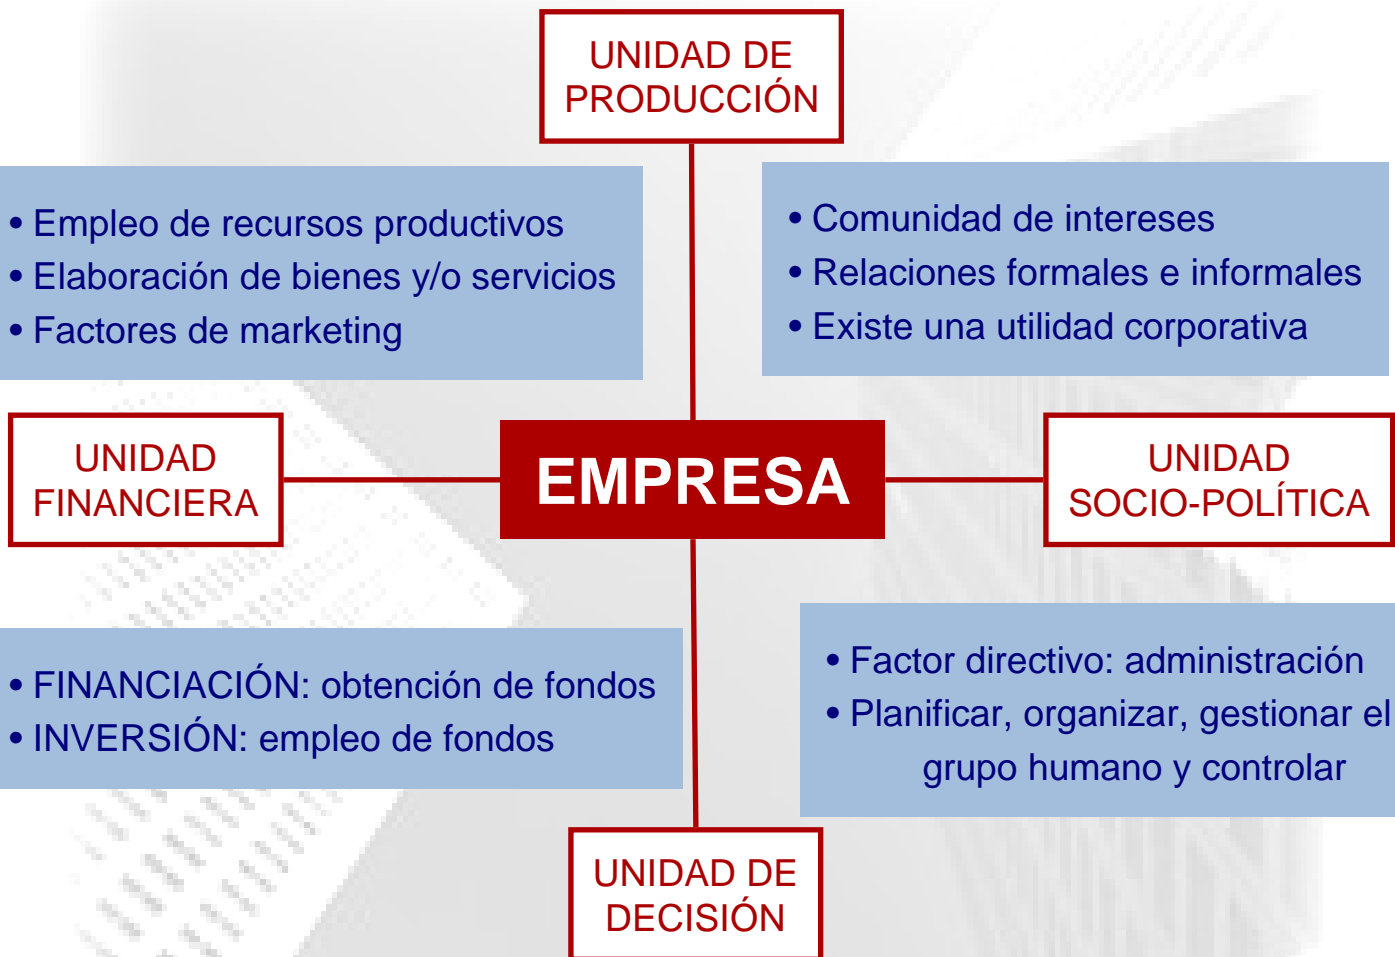 UNIDAD DE
PRODUCCIÓN
• Empleo de recursos productivos
• Elaboración de bienes y/o servicios
• Factores de marketing
• Comunidad de intereses
• Relaciones formales e informales
• Existe una utilidad corporativa
UNIDAD
FINANCIERA
EMPRESA
UNIDAD
SOCIO-POLÍTICA
• FINANCIACIÓN: obtención de fondos
• INVERSIÓN: empleo de fondos
• Factor directivo: administración
• Planificar, organizar, gestionar el
grupo humano y controlar
UNIDAD DE
DECISIÓN